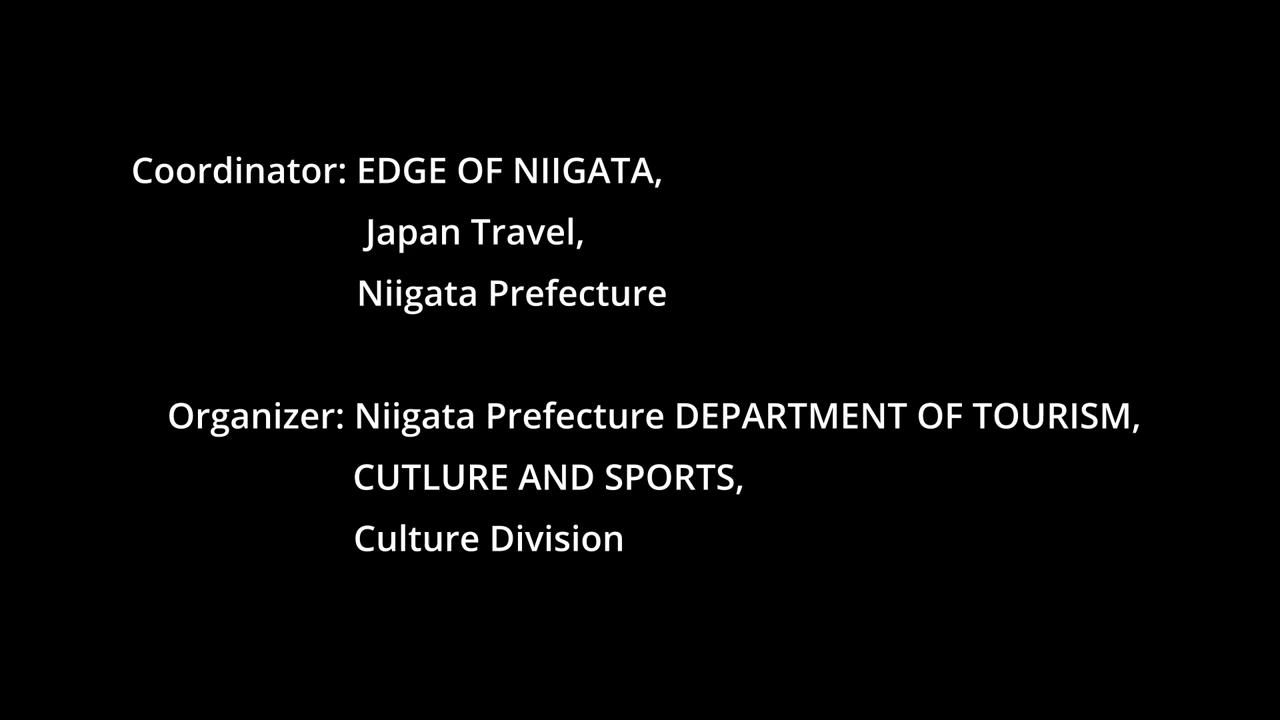 Coordinator: EDGE OF NIIGATA,
Japan Travel,
Niigata Prefecture
Organizer: Niigata Prefecture DEPARTMENT OF TOURISM,
CUTLURE AND SPORTS,
Culture Division